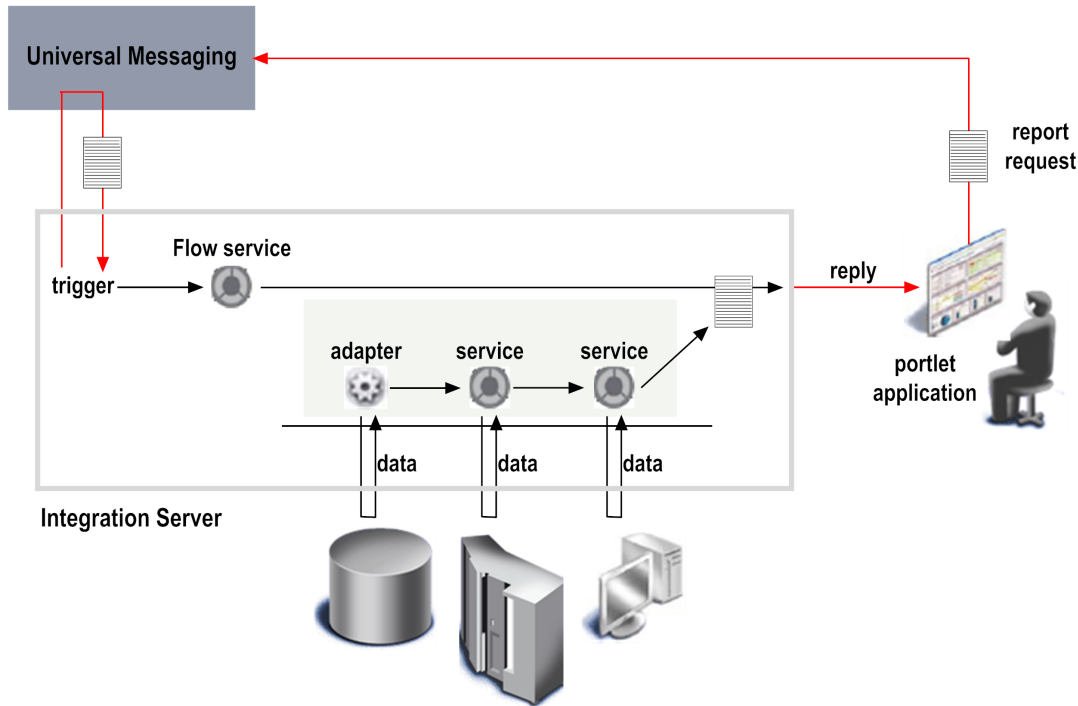 Universal Messaging
report
request
Flow service
trigger
reply
adapter
service
service
portlet
application
data
data
data
Integration Server